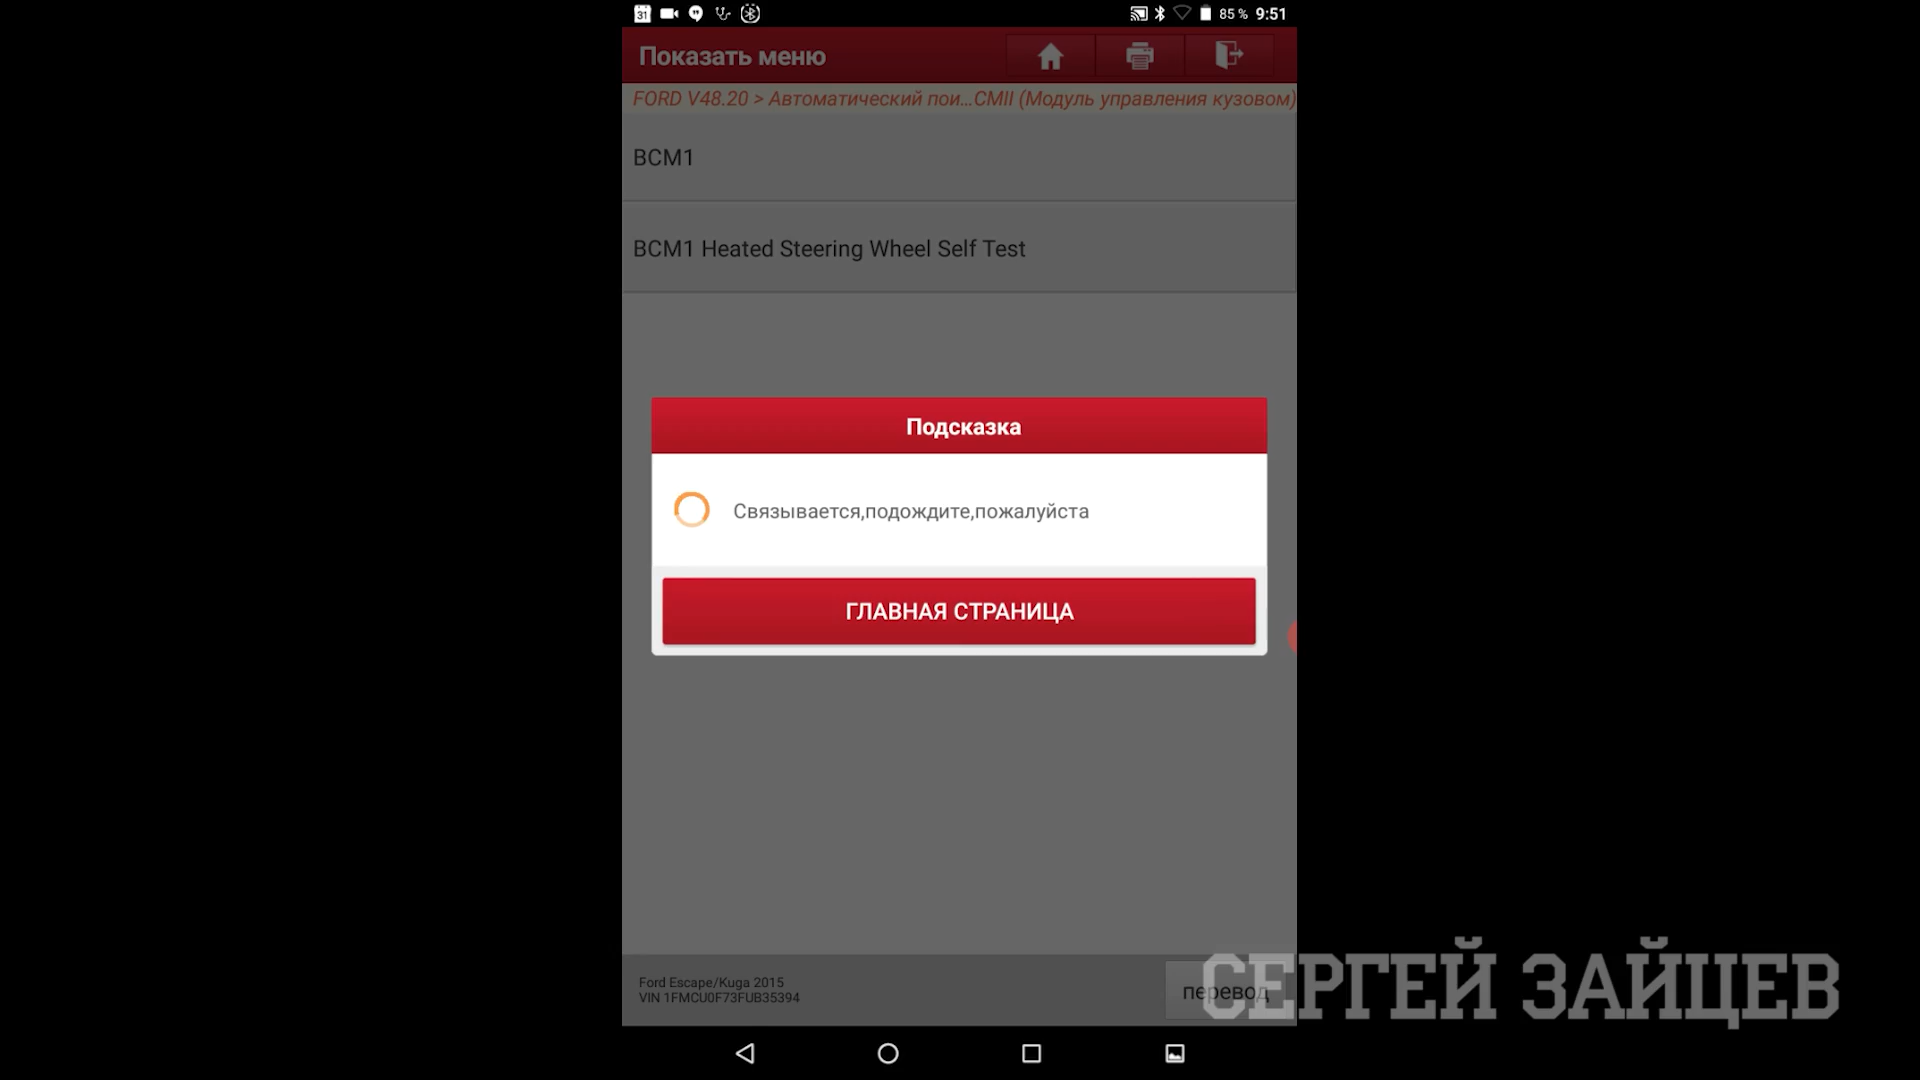 31
85 % 9:51
Показать меню
FORD V48.20 > Автоматический пои...CMII (Модуль управления кузовом)
BCM1
BCM1 Heated Steering Wheel Self Test
Подсказка
Связывается,подождите,пожалуйста
ГЛАВНАЯ СТРАНИЦА
Ford Escape/Kuga 2015
VIN 1FMCU0F73FUB35394
перевод
СЕРГЕЙ ЗАЙЦЕВ